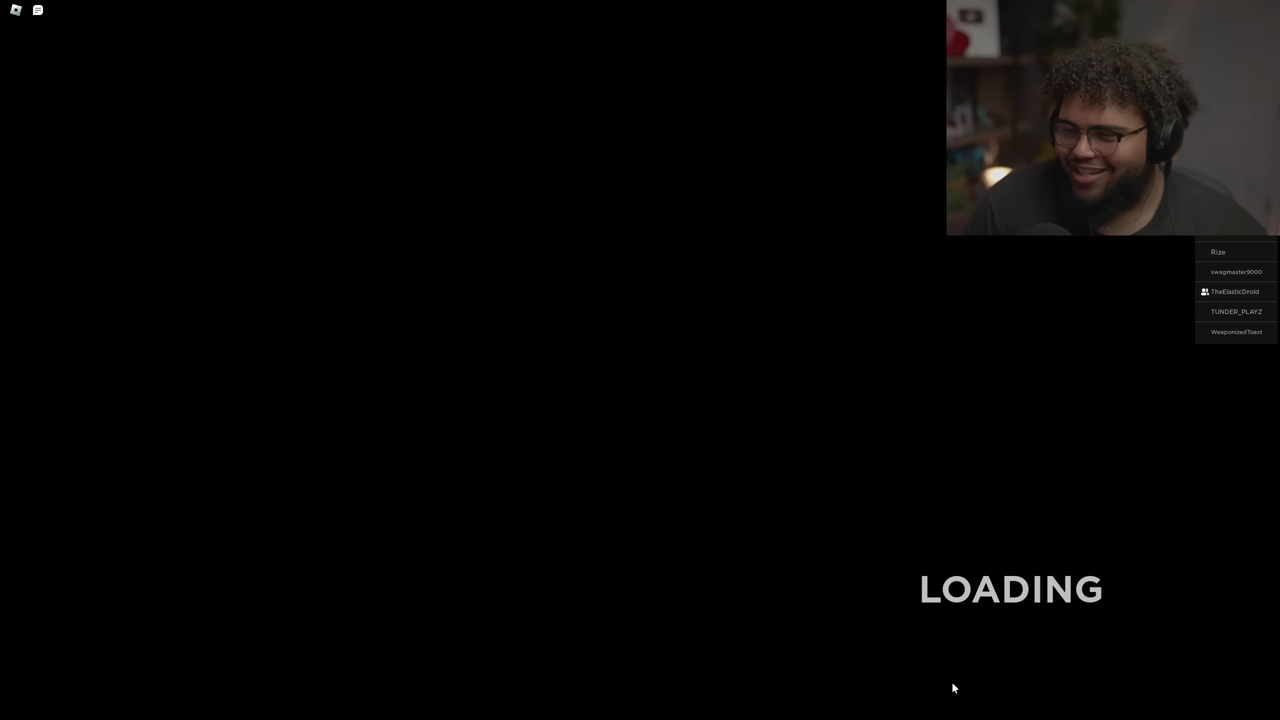 Rize
swagmaster9000
TheElasticDroid
TUNDER_PLAYZ
WeaponizedToast
LOADING